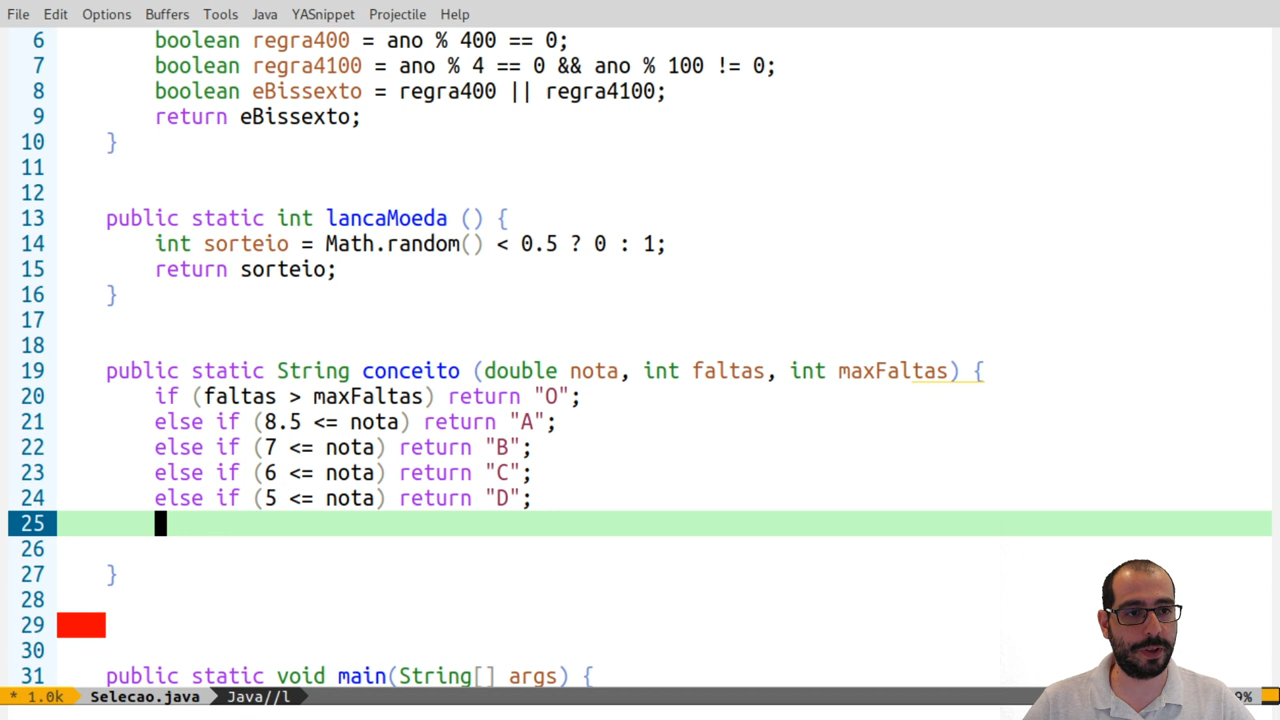 File Edit Options Buffers Tools Java YASnippet Projectile Help
6 boolean regra400 = ano % 400 == 0;
7 boolean regra4100 = ano % 4 == 0 && ano % 100 != 0;
8 boolean eBissexto = regra400 || regra4100;
9 return eBissexto;
10 }
11
12
13 public static int lancaMoeda () {
14 int sorteio = Math.random() < 0.5 ? 0 : 1;
15 return sorteio;
16 }
17
18
19 public static String conceito (double nota, int faltas, int maxFaltas) {
20 if (faltas > maxFaltas) return "O";
21 else if (8.5 <= nota) return "A";
22 else if (7 <= nota) return "B";
23 else if (6 <= nota) return "C";
24 else if (5 <= nota) return "D";
25
26
27 }
28
29
30
31 public static void main(String[] args) {
* 1.0k Selecao.java Java//l